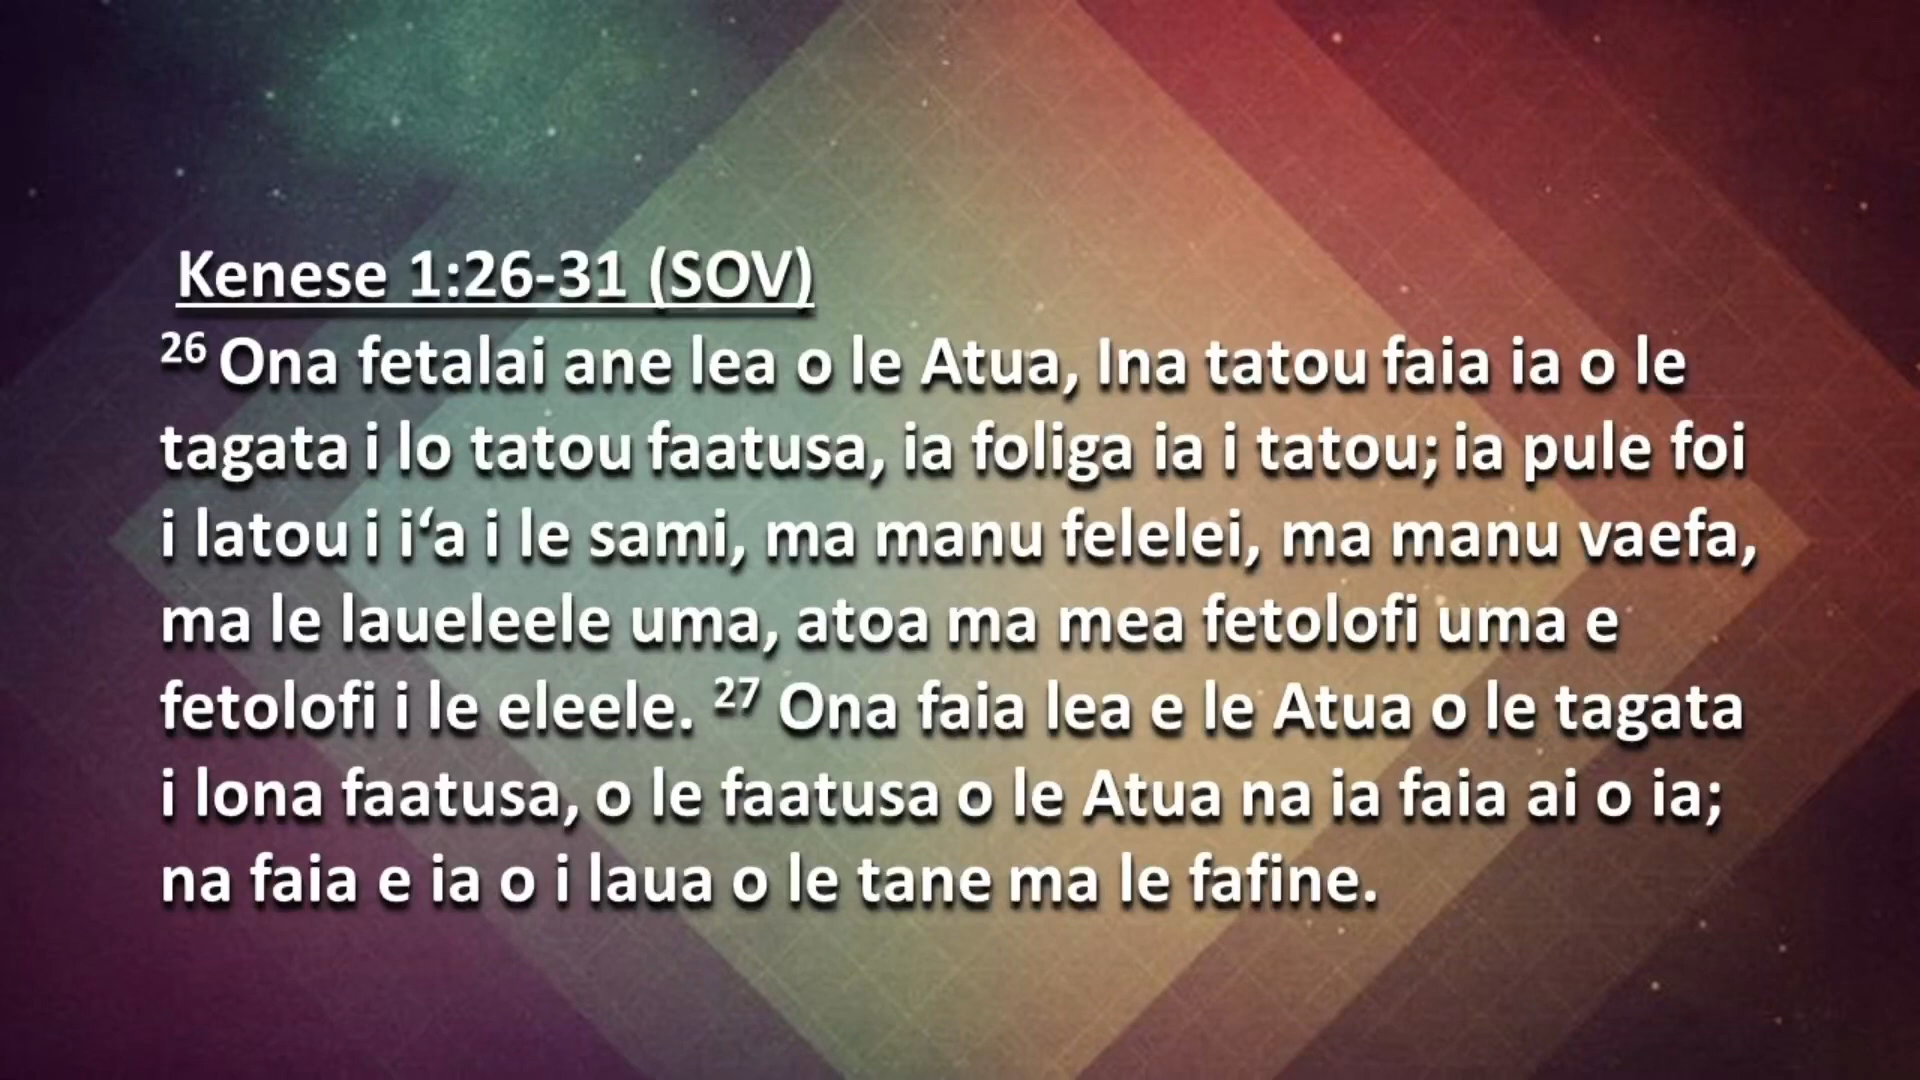 Kenese 1:26-31 (SOV)
26 Ona fetalai ane lea o le Atua, Ina tatou faia ia o le
tagata i lo tatou faatusa, ia foliga ia i tatou; ia pule foi
i latou i i‘a i le sami, ma manu felelei, ma manu vaefa,
ma le laueleele uma, atoa ma mea fetolofi uma e
fetolofi i le eleele. 27 Ona faia lea e le Atua o le tagata
i lona faatusa, o le faatusa o le Atua na ia faia ai o ia;
na faia e ia o i laua o le tane ma le fafine.